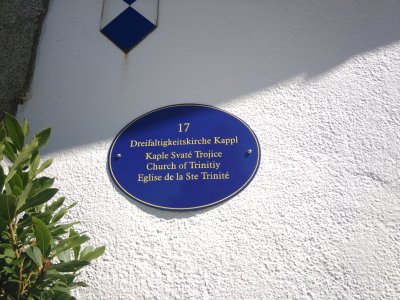 17
Dreifaltigkeitskirche Kappl
Kaple Svaté Trojice
Church of Trinitiy
Eglise de la Ste Trinité